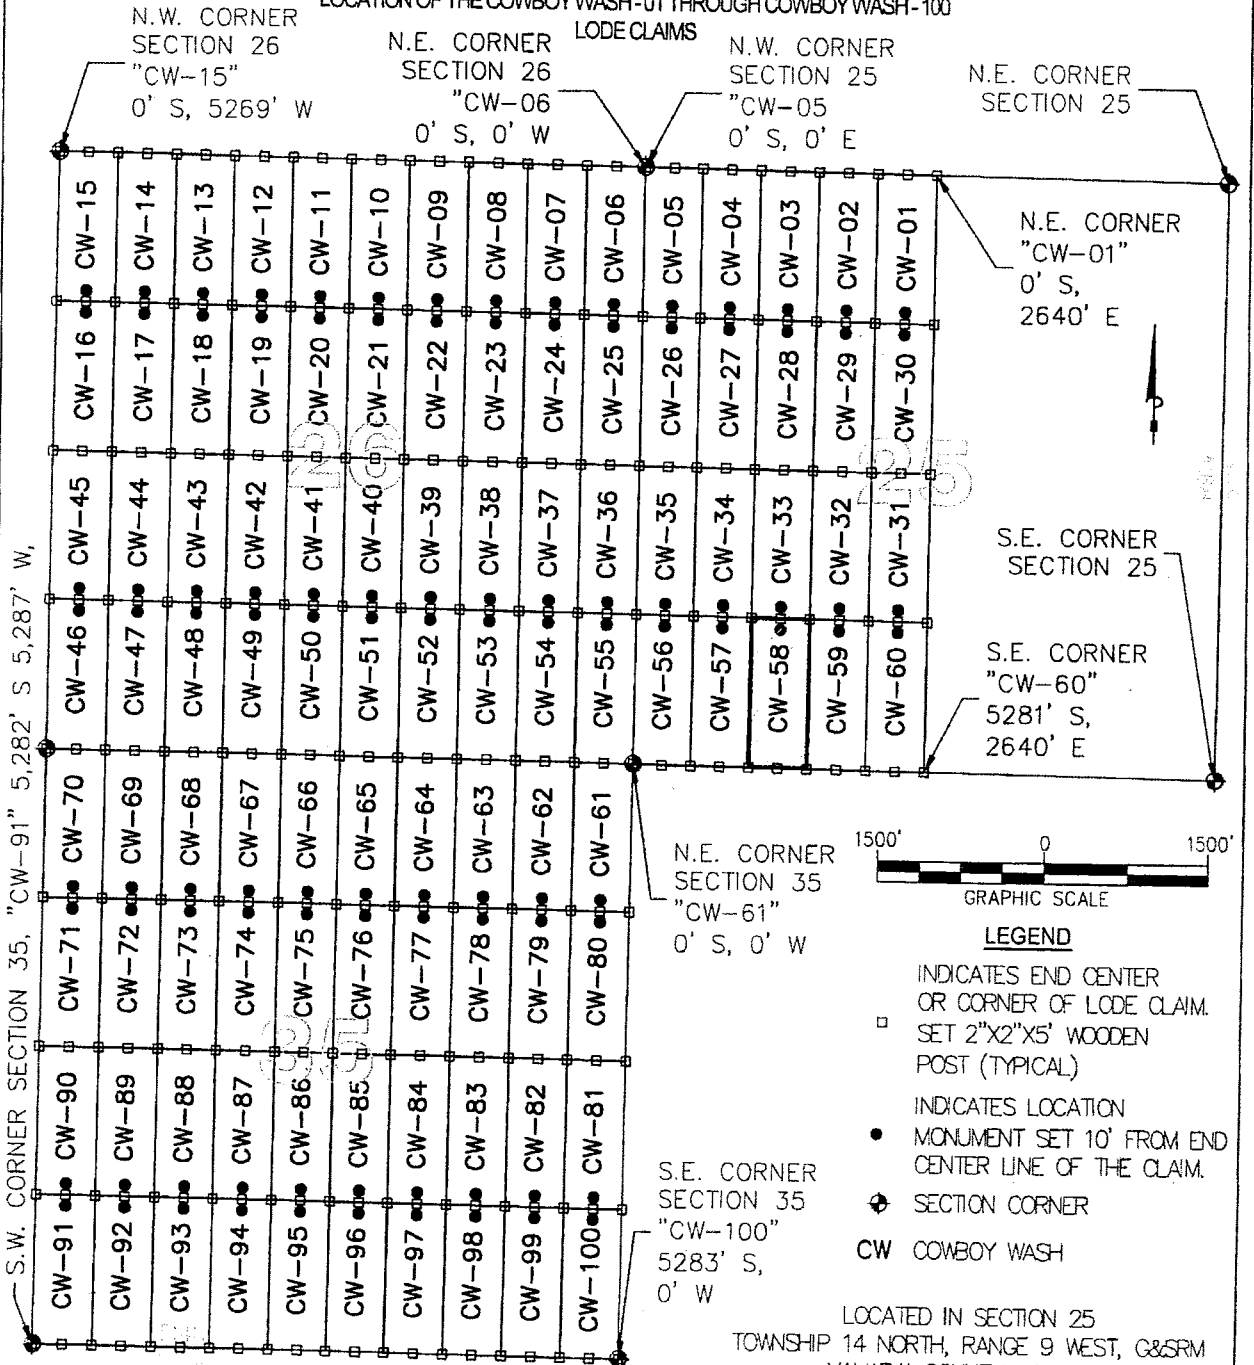 LOCATION OF THE COWBOY WASH-01 THROUGH COWBOY WASH-100
LODE CLAIMS
N.W. CORNER
SECTION 26
"CW-15"
0' S, 5269' W
N.E. CORNER
SECTION 26
"CW-06
0' S, 0' W
N.W. CORNER
SECTION 25
"CW-05
0' S, 0' E
N.E. CORNER
SECTION 25
CW-15 CW-14 CW-13 CW-12 CW-11 CW-10 CW-09 CW-08 CW-07 CW-06 CW-05 CW-04 CW-03 CW-02 CW-01
N.E. CORNER
"CW-01"
0' S,
2640' E
CW-16 CW-17 CW-18 CW-19 CW-20 CW-21 CW-22 CW-23 CW-24 CW-25 CW-26 CW-27 CW-28 CW-29 CW-30
26
25
CW-45 CW-44 CW-43 CW-42 CW-41 CW-40 CW-39 CW-38 CW-37 CW-36 CW-35 CW-34 CW-33 CW-32 CW-31
S.E. CORNER
SECTION 25
CW-46 CW-47 CW-48 CW-49 CW-50 CW-51 CW-52 CW-53 CW-54 CW-55 CW-56 CW-57 CW-58 CW-59 CW-60
S.E. CORNER
"CW-60"
5281' S,
2640' E
CW-70 CW-69 CW-68 CW-67 CW-66 CW-65 CW-64 CW-63 CW-62 CW-61
N.E. CORNER
SECTION 35
"CW-61"
0' S, 0' W
CW-71 CW-72 CW-73 CW-74 CW-75 CW-76 CW-77 CW-78 CW-79 CW-80
35
CW-90 CW-89 CW-88 CW-87 CW-86 CW-85 CW-84 CW-83 CW-82 CW-81
CW-91 CW-92 CW-93 CW-94 CW-95 CW-96 CW-97 CW-98 CW-99 CW-100
S.E. CORNER
SECTION 35
"CW-100"
5283' S,
0' W
S.W. CORNER SECTION 35, "CW-91" 5,282' S 5,287' W,
1500' 0 1500'
GRAPHIC SCALE
LEGEND
INDICATES END CENTER
OR CORNER OF LODE CLAIM.
SET 2"X2"X5' WOODEN
POST (TYPICAL)
INDICATES LOCATION
MONUMENT SET 10' FROM END
CENTER LINE OF THE CLAIM.
SECTION CORNER
CW COWBOY WASH
LOCATED IN SECTION 25
TOWNSHIP 14 NORTH, RANGE 9 WEST, G&SRM